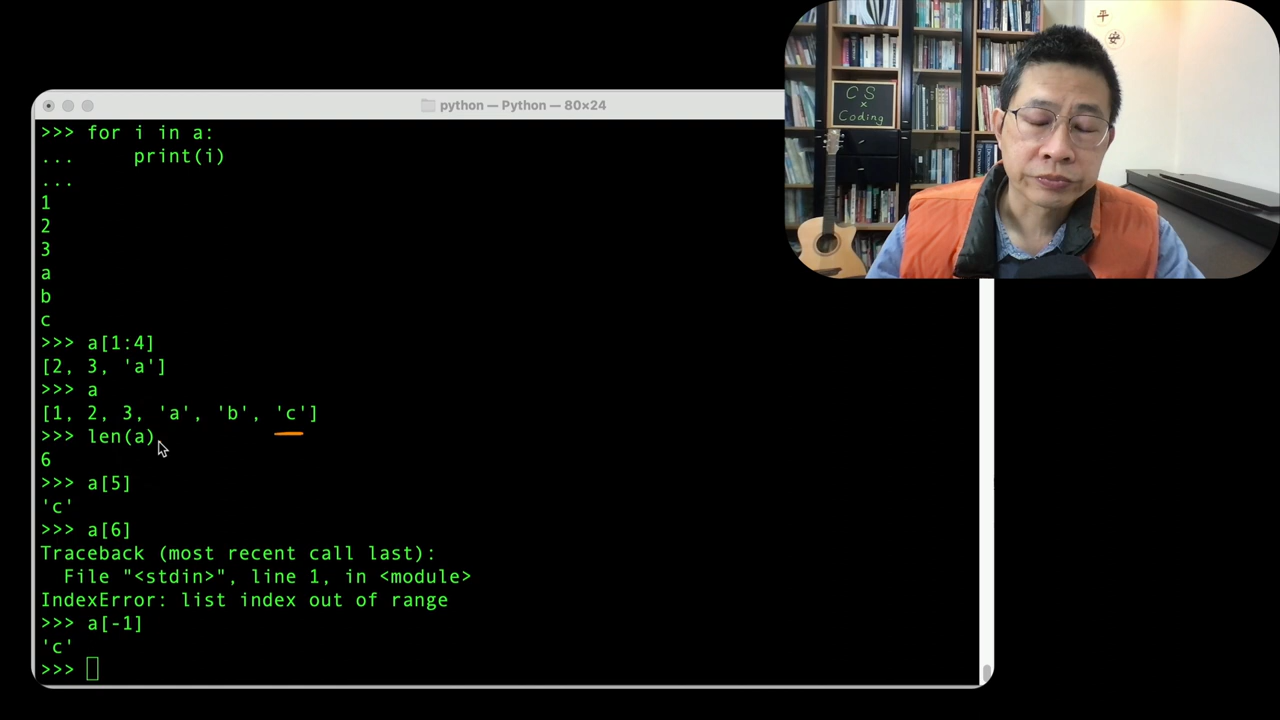 python — Python — 80×24
>>> for i in a:
...     print(i)
...
1
2
3
a
b
c
>>> a[1:4]
[2, 3, 'a']
>>> a
[1, 2, 3, 'a', 'b', 'c']
>>> len(a)
6
>>> a[5]
'c'
>>> a[6]
Traceback (most recent call last):
  File "<stdin>", line 1, in <module>
IndexError: list index out of range
>>> a[-1]
'c'
>>>
平
安
CS
×
Coding